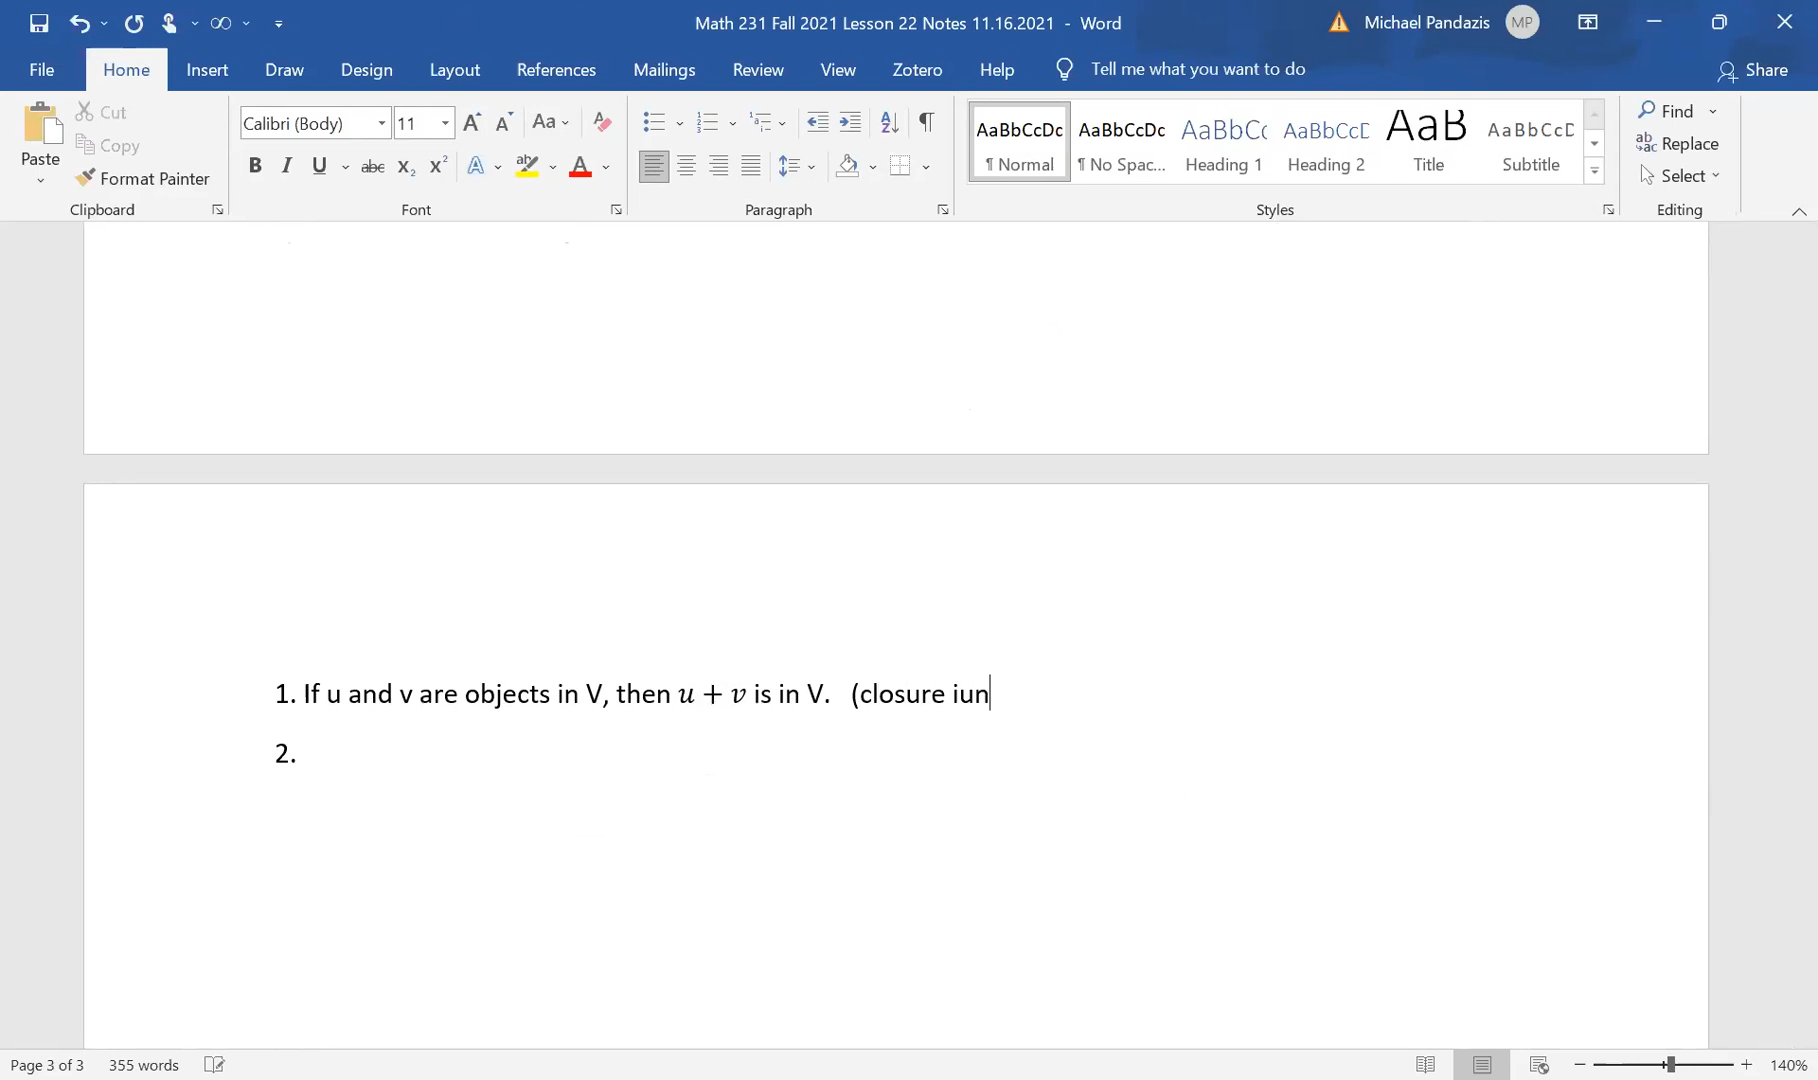 Math 231 Fall 2021 Lesson 22 Notes 11.16.2021 - Word
Michael Pandazis
MP
File Home Insert Draw Design Layout References Mailings Review View Zotero Help Tell me what you want to do
Share
Paste
Cut
Copy
Format Painter
Clipboard
Calibri (Body) 11
Font
Paragraph
AaBbCcDc AaBbCcDc AaBbCc AaBbCcD AaB AaBbCcD
¶ Normal ¶ No Spac... Heading 1 Heading 2 Title Subtitle
Styles
Find
Replace
Select
Editing
1. If u and v are objects in V, then u + v is in V. (closure iun
2.
Page 3 of 3 355 words
140%